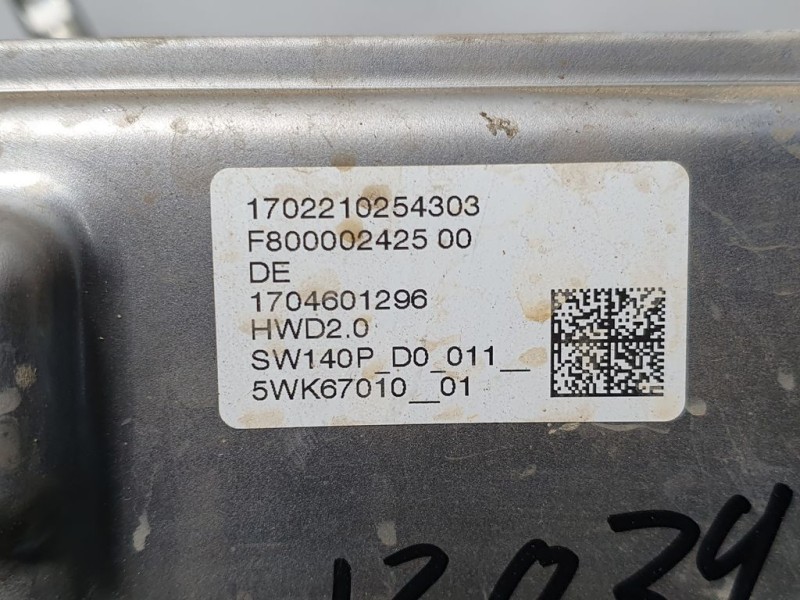 1702210254303
F800002425 00
DE
1704601296
HWD2.0
SW140P_D0_011__
5WK67010__01